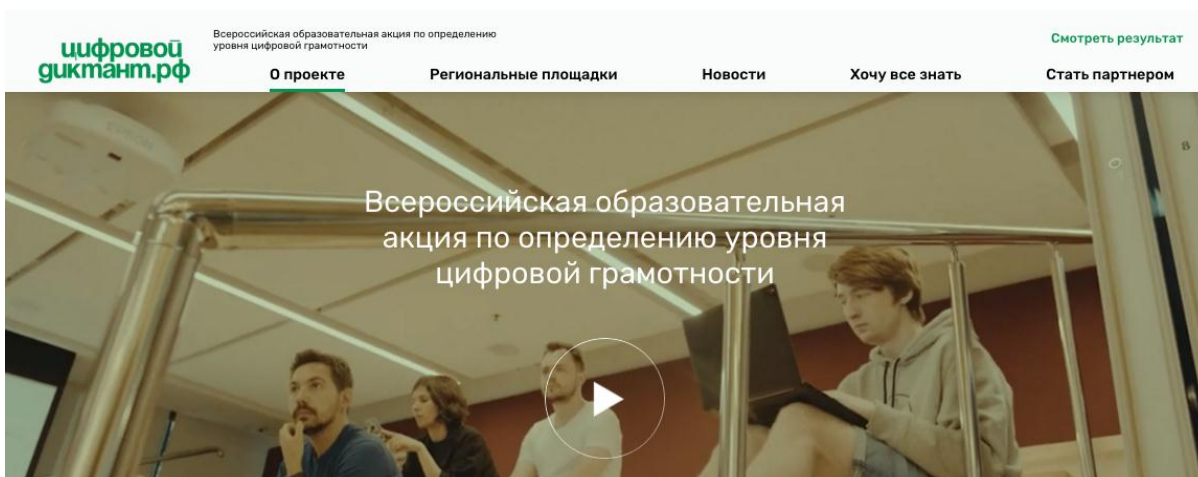 цифровой
диктант.рф
Всероссийская образовательная акция по определению
уровня цифровой грамотности
Смотреть результат
О проекте
Региональные площадки
Новости
Хочу все знать
Стать партнером
EPSON
Всероссийская образовательная
акция по определению уровня
цифровой грамотности